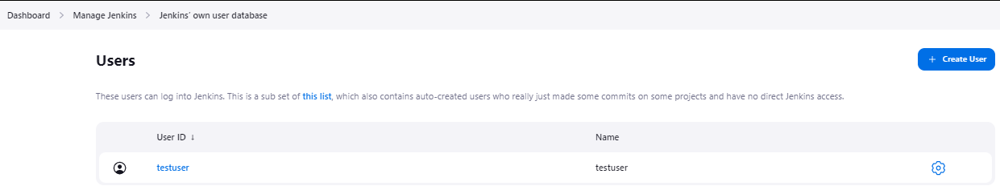 Dashboard > Manage Jenkins > Jenkins' own user database
Users
+ Create User
These users can log into Jenkins. This is a sub set of this list, which also contains auto-created users who really just made some commits on some projects and have no direct Jenkins access.
User ID ↓ Name
testuser testuser